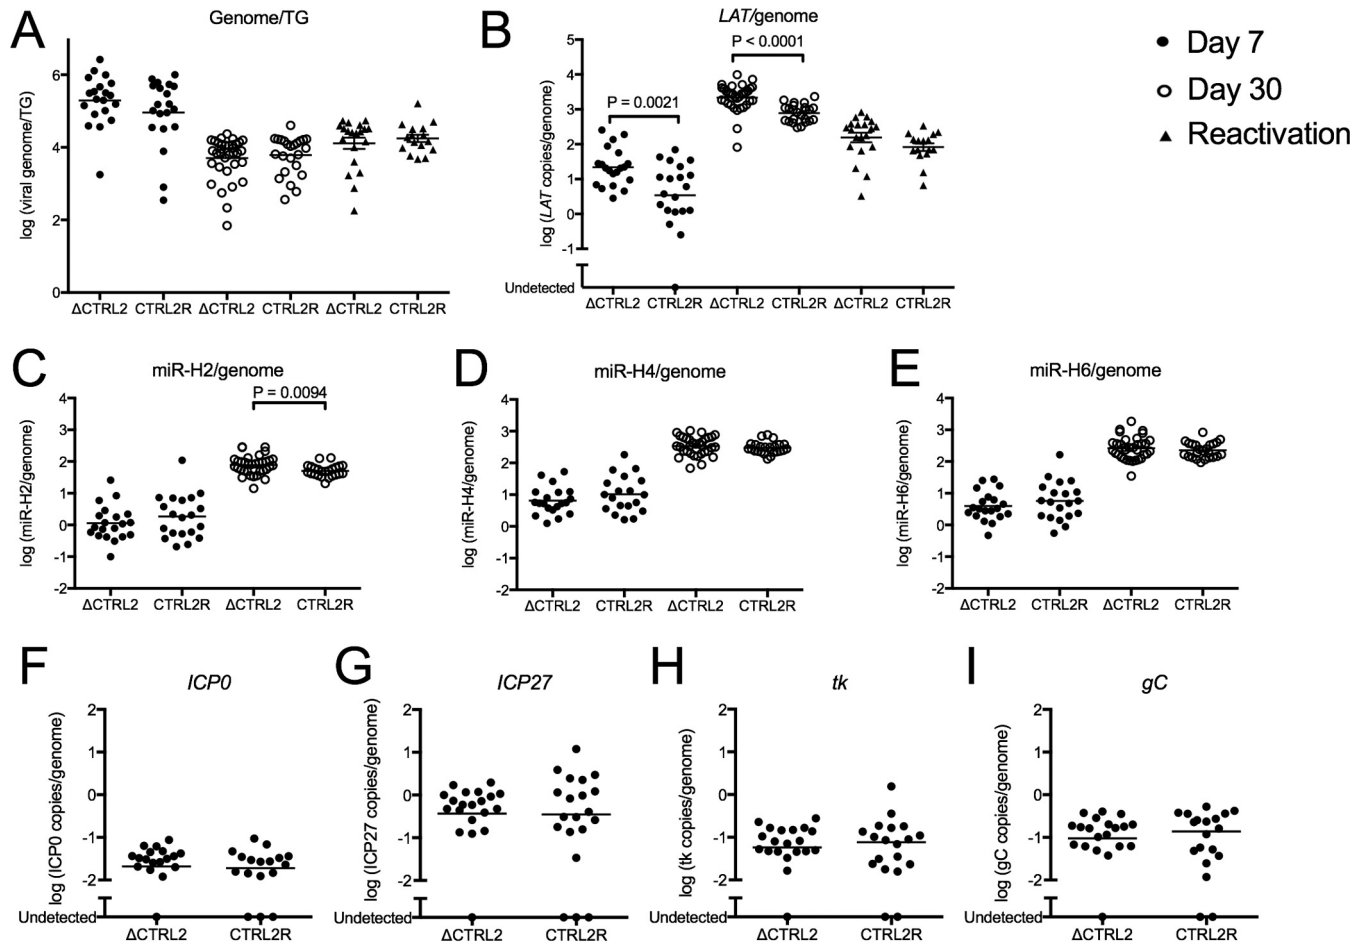 A
Genome/TG
log (viral genome/TG)
6
4
2
0
ΔCTRL2 CTRL2R ΔCTRL2 CTRL2R ΔCTRL2 CTRL2R
B
LAT/genome
P < 0.0001
P = 0.0021
log (LAT copies/genome)
5
4
3
2
1
0
-1
Undetected
ΔCTRL2 CTRL2R ΔCTRL2 CTRL2R ΔCTRL2 CTRL2R
Day 7
Day 30
Reactivation
C
miR-H2/genome
P = 0.0094
log (miR-H2/genome)
4
3
2
1
0
-1
-2
ΔCTRL2 CTRL2R ΔCTRL2 CTRL2R
D
miR-H4/genome
log (miR-H4/genome)
4
3
2
1
0
-1
-2
ΔCTRL2 CTRL2R ΔCTRL2 CTRL2R
E
miR-H6/genome
log (miR-H6/genome)
4
3
2
1
0
-1
-2
ΔCTRL2 CTRL2R ΔCTRL2 CTRL2R
F
ICP0
log (ICP0 copies/genome)
2
1
0
-1
-2
Undetected
ΔCTRL2 CTRL2R
G
ICP27
log (ICP27 copies/genome)
2
1
0
-1
-2
Undetected
ΔCTRL2 CTRL2R
H
tk
log (tk copies/genome)
2
1
0
-1
-2
Undetected
ΔCTRL2 CTRL2R
I
gC
log (gC copies/genome)
2
1
0
-1
-2
Undetected
ΔCTRL2 CTRL2R